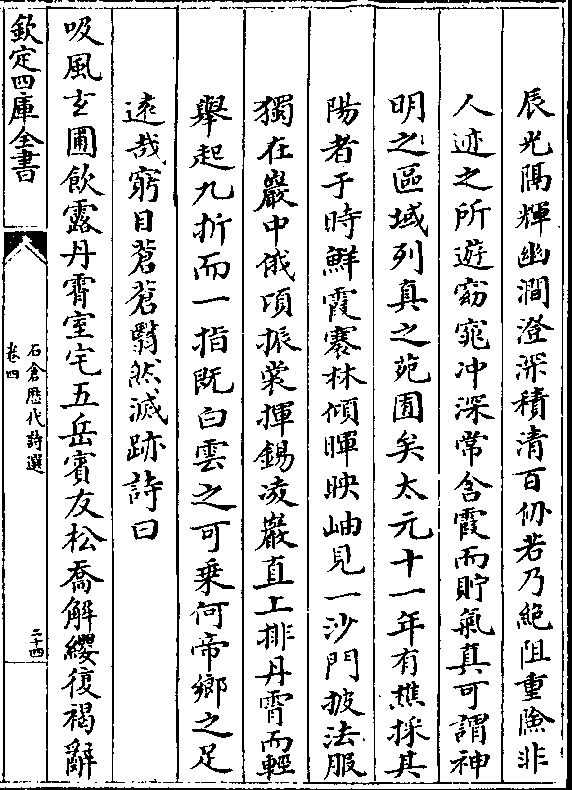 辰光隔輝幽澗澄深積清百仞若乃絶阻重險非
人迹之所遊窈窕冲深常含霞而貯氣真可謂神
明之區域列真之苑囿矣太元十一年有樵採其
陽者于時鮮霞褰林傾暉映岫見一沙門披法服
獨在巖中俄頃振裳揮錫凌巖直上排丹霄而輕
舉起九折而一指既白雲之可乗何帝鄉之足
逺哉窮目蒼蒼翳然滅跡詩曰
吸風玄圃飲露丹霄室宅五岳賓友松喬解纓復褐辭
欽定四庫全書
石倉歴代詩選
卷四
二十四